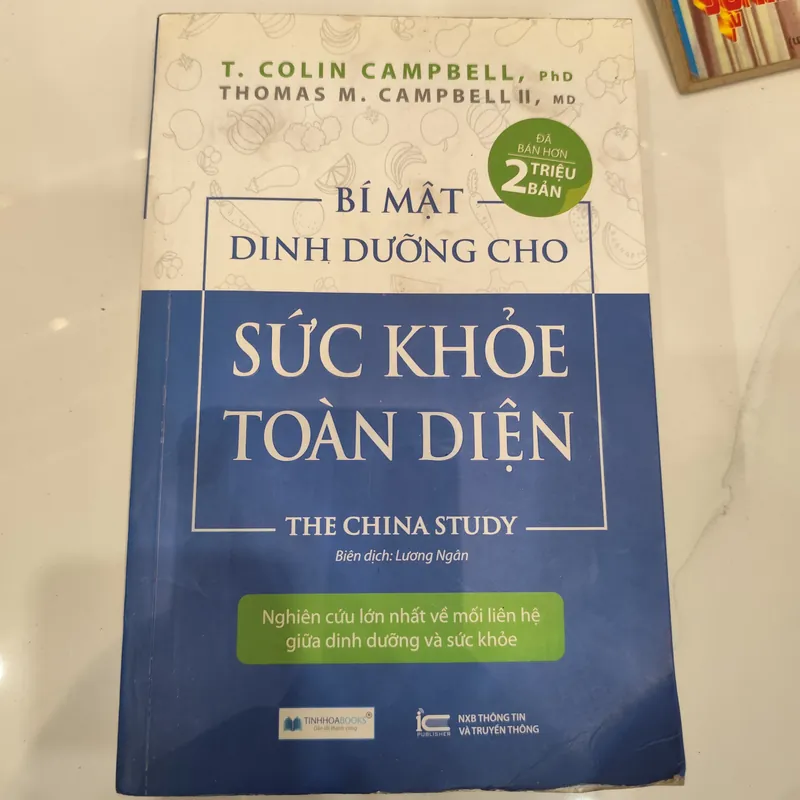 T. COLIN CAMPBELL, PhD
THOMAS M. CAMPBELL II, MD
ĐÃ
BÁN HƠN
2 TRIỆU
BẢN
BÍ MẬT
DINH DƯỠNG CHO
SỨC KHỎE
TOÀN DIỆN
THE CHINA STUDY
Biên dịch: Lương Ngân
Nghiên cứu lớn nhất về mối liên hệ
giữa dinh dưỡng và sức khỏe
TINHHOABOOKS
IC
PUBLISHER
NXB THÔNG TIN
VÀ TRUYỀN THÔNG